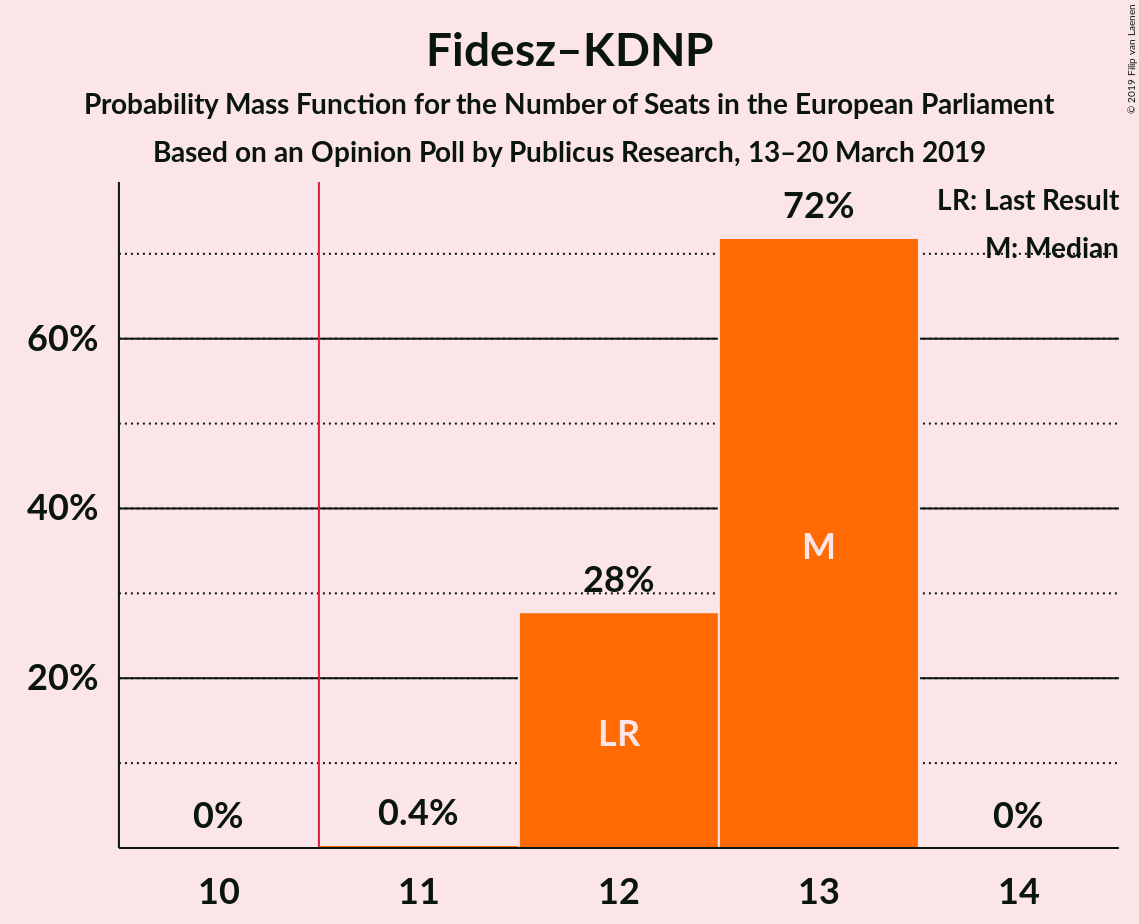 Fidesz–KDNP
Probability Mass Function for the Number of Seats in the European Parliament
Based on an Opinion Poll by Publicus Research, 13–20 March 2019
© 2019 Filip van Laenen
LR: Last Result
M: Median
72%
60%
40%
20%
28%
M
LR
0%
0.4%
0%
10
11
12
13
14